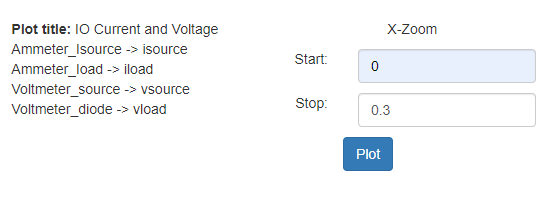 Plot title: IO Current and Voltage
Ammeter_Isource -> isource
Ammeter_load -> iload
Voltmeter_source -> vsource
Voltmeter_diode -> vload
X-Zoom
Start:
0
Stop:
0.3
Plot